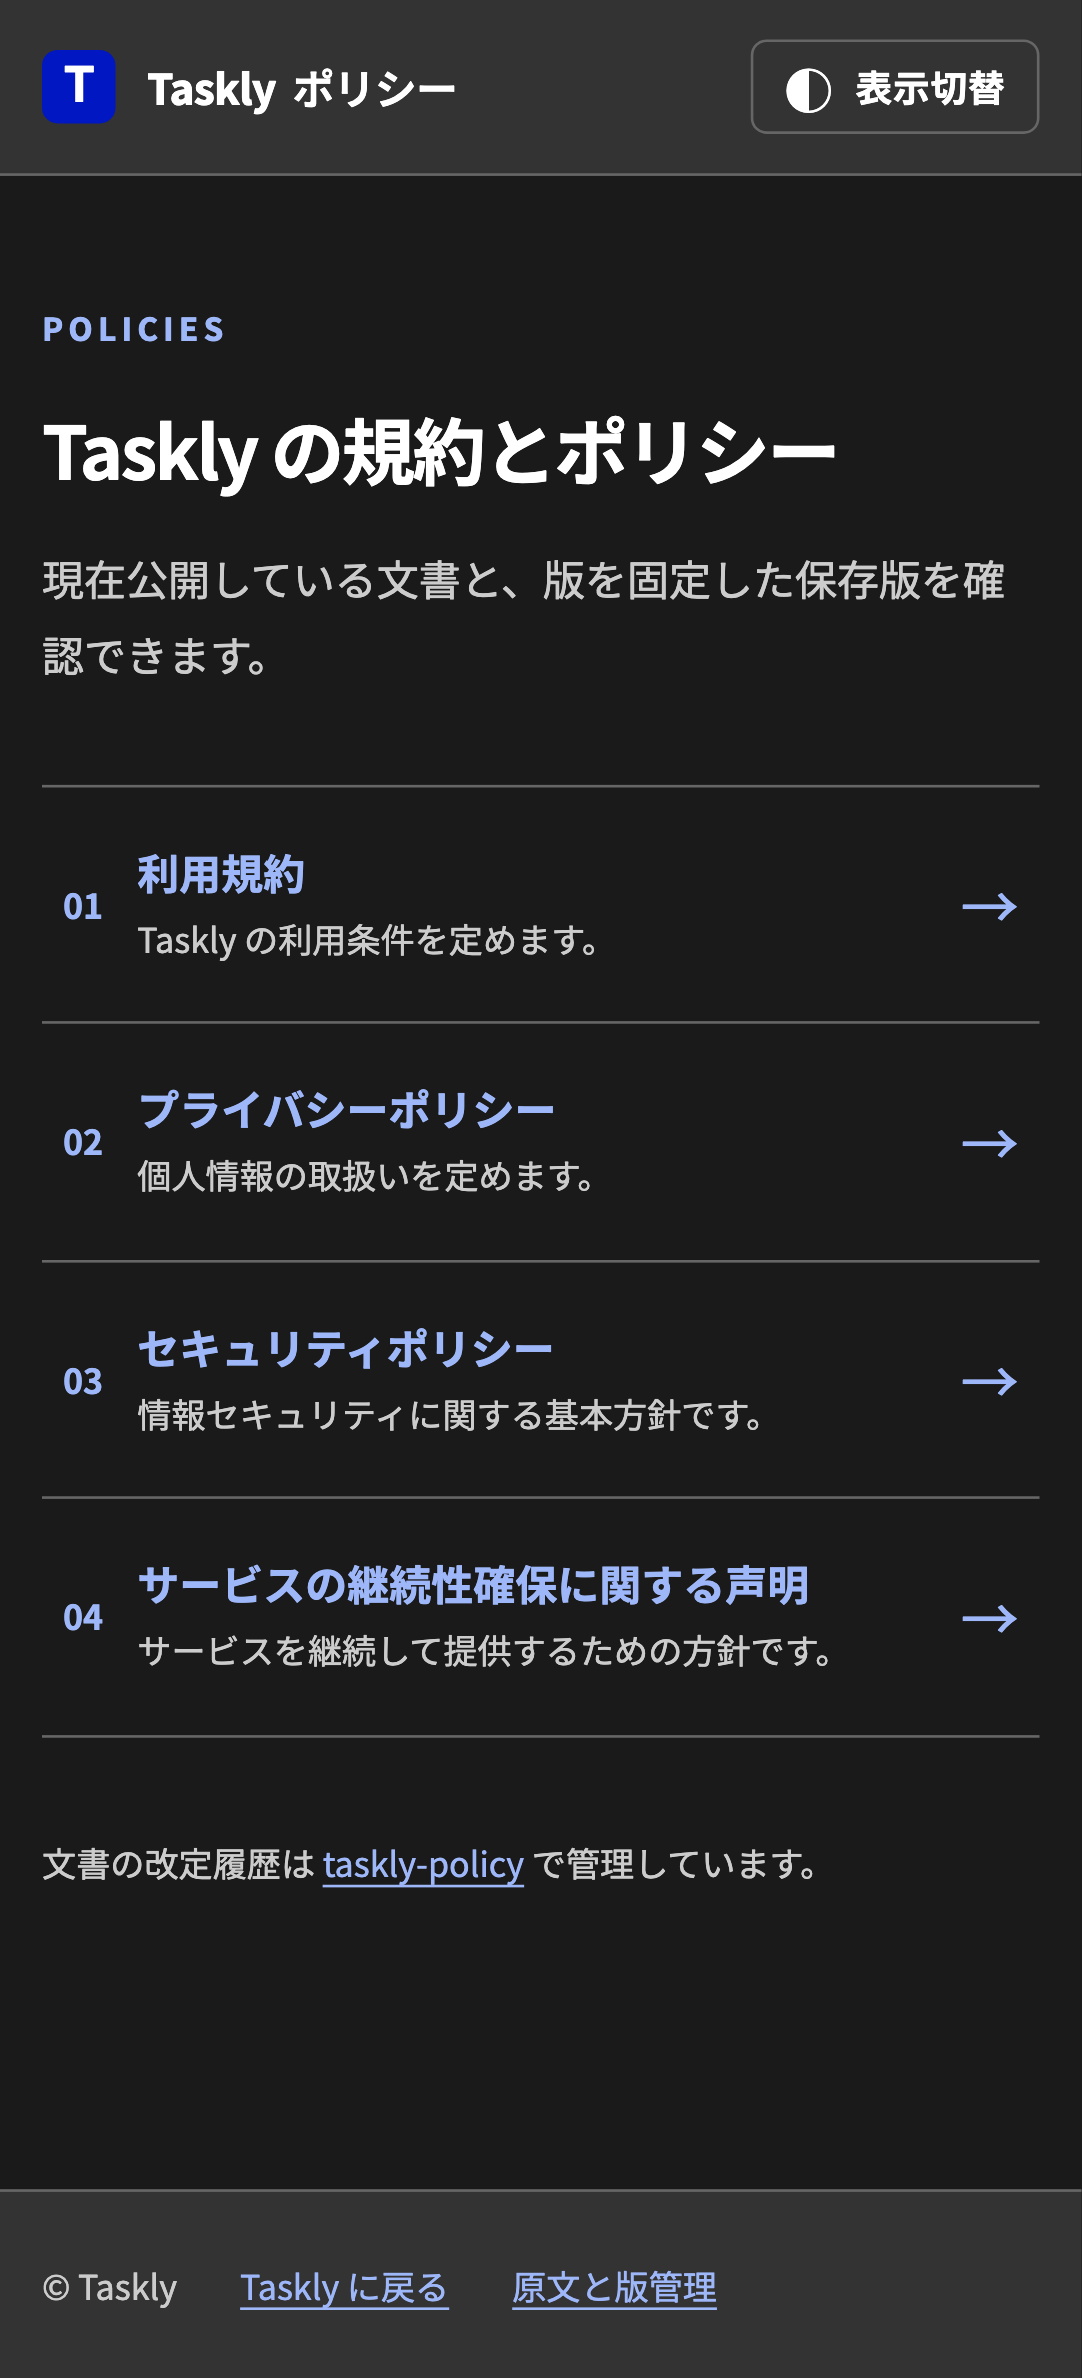 T Taskly ポリシー 表示切替
POLICIES
Taskly の規約とポリシー
現在公開している文書と、版を固定した保存版を確
認できます。
01 利用規約 →
Taskly の利用条件を定めます。
02 プライバシーポリシー →
個人情報の取扱いを定めます。
03 セキュリティポリシー →
情報セキュリティに関する基本方針です。
04 サービスの継続性確保に関する声明 →
サービスを継続して提供するための方針です。
文書の改定履歴は taskly-policy で管理しています。
© Taskly Taskly に戻る 原文と版管理